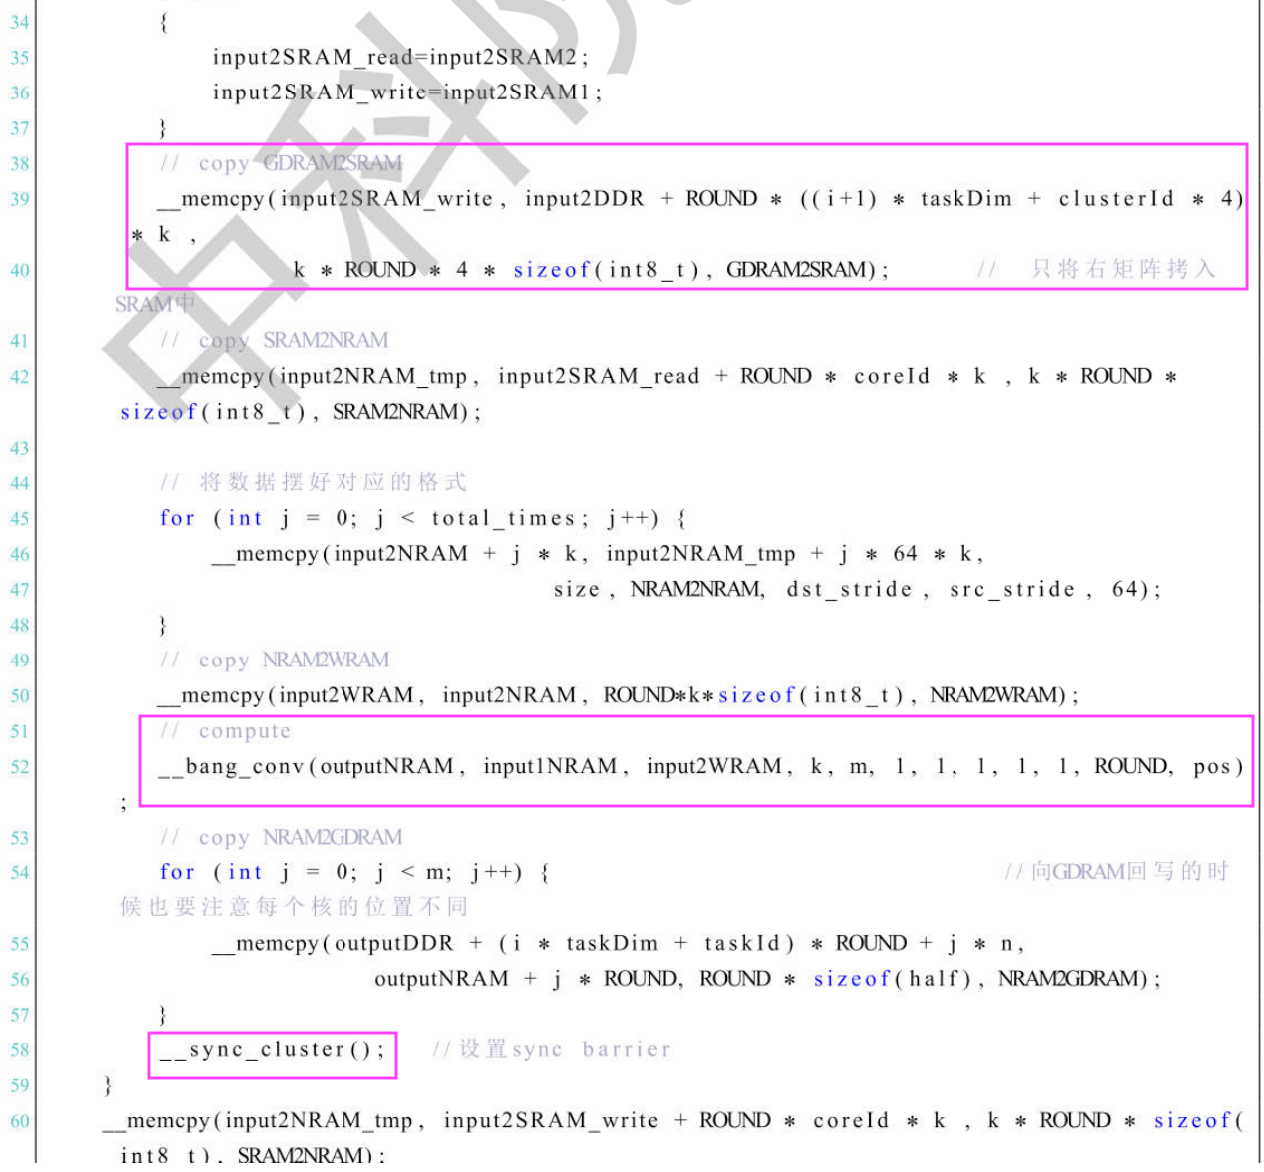 34 {
35 input2SRAM_read=input2SRAM2;
36 input2SRAM_write=input2SRAM1;
37 }
38 // copy GDRAM2SRAM
39 __memcpy(input2SRAM_write, input2DDR + ROUND * ((i+1) * taskDim + clusterId * 4)
* k ,
40 k * ROUND * 4 * sizeof(int8_t), GDRAM2SRAM); // 只将右矩阵拷入
SRAM中
41 // copy SRAM2NRAM
42 __memcpy(input2NRAM_tmp, input2SRAM_read + ROUND * coreId * k , k * ROUND *
sizeof(int8_t), SRAM2NRAM);
43
44 // 将数据摆好对应的格式
45 for (int j = 0; j < total_times; j++) {
46 __memcpy(input2NRAM + j * k, input2NRAM_tmp + j * 64 * k,
47 size, NRAM2NRAM, dst_stride, src_stride, 64);
48 }
49 // copy NRAM2WRAM
50 __memcpy(input2WRAM, input2NRAM, ROUND*k*sizeof(int8_t), NRAM2WRAM);
51 // compute
52 __bang_conv(outputNRAM, input1NRAM, input2WRAM, k, m, 1, 1, 1, 1, 1, ROUND, pos)
;
53 // copy NRAM2GDRAM
54 for (int j = 0; j < m; j++) { //向GDRAM回写的时
候也要注意每个核的位置不同
55 __memcpy(outputDDR + (i * taskDim + taskId) * ROUND + j * n,
56 outputNRAM + j * ROUND, ROUND * sizeof(half), NRAM2GDRAM);
57 }
58 __sync_cluster(); //设置sync barrier
59 }
60 __memcpy(input2NRAM_tmp, input2SRAM_write + ROUND * coreId * k , k * ROUND * sizeof(
int8_t), SRAM2NRAM);
中科院